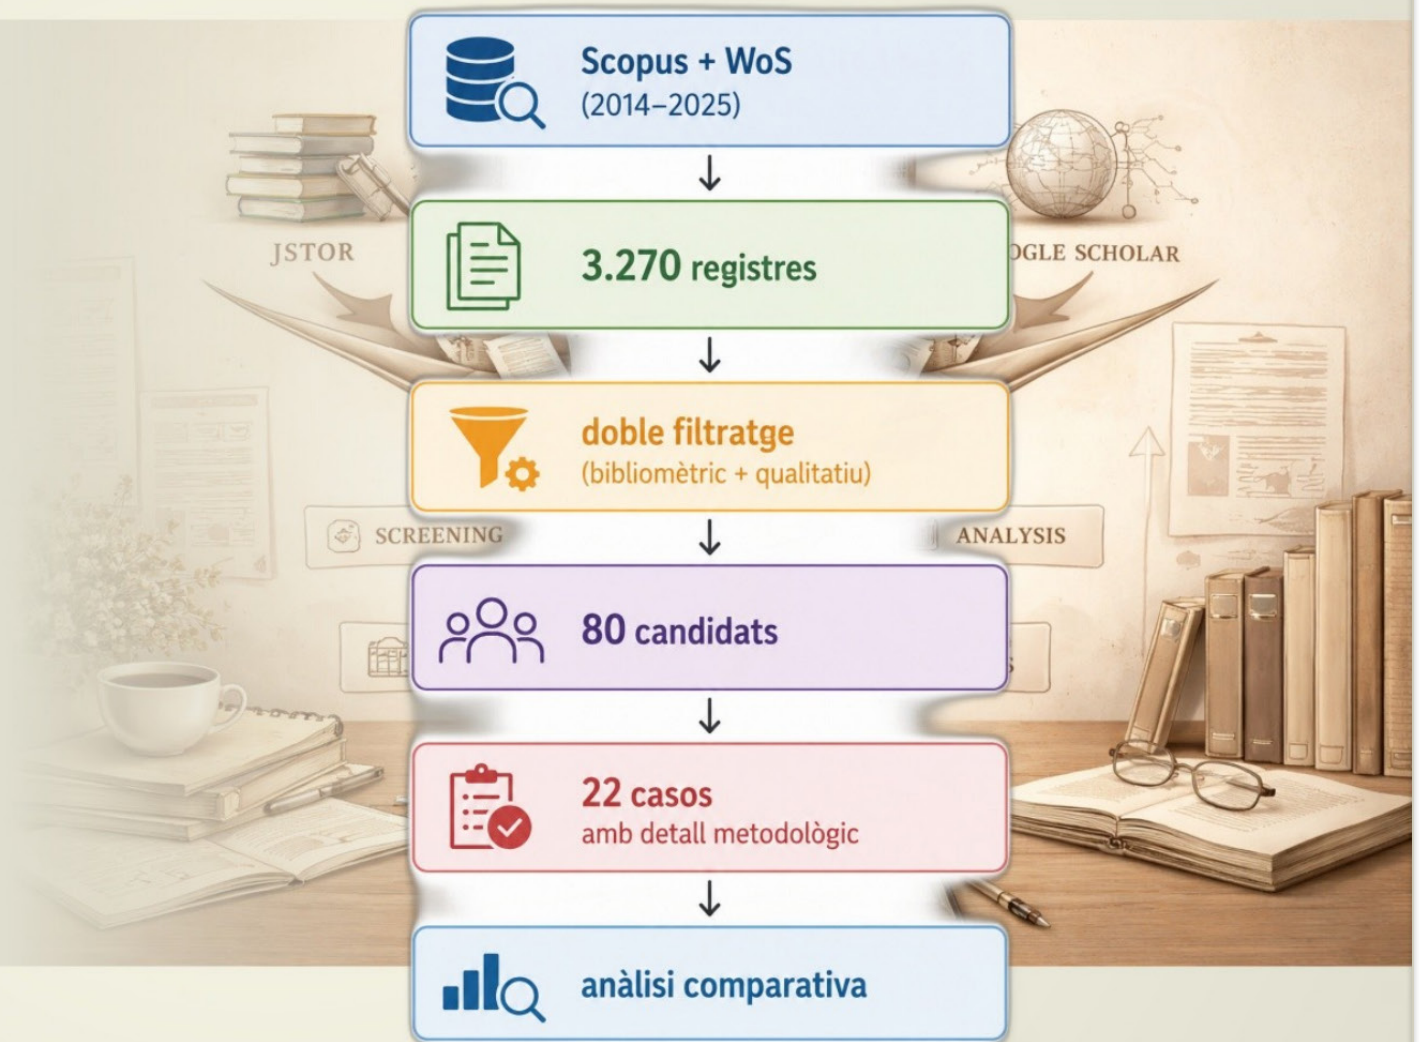 Scopus + WoS
(2014–2025)
JSTOR
OGLE SCHOLAR
3.270 registres
doble filtratge
(bibliomètric + qualitatiu)
SCREENING
ANALYSIS
80 candidats
22 casos
amb detall metodològic
anàlisi comparativa